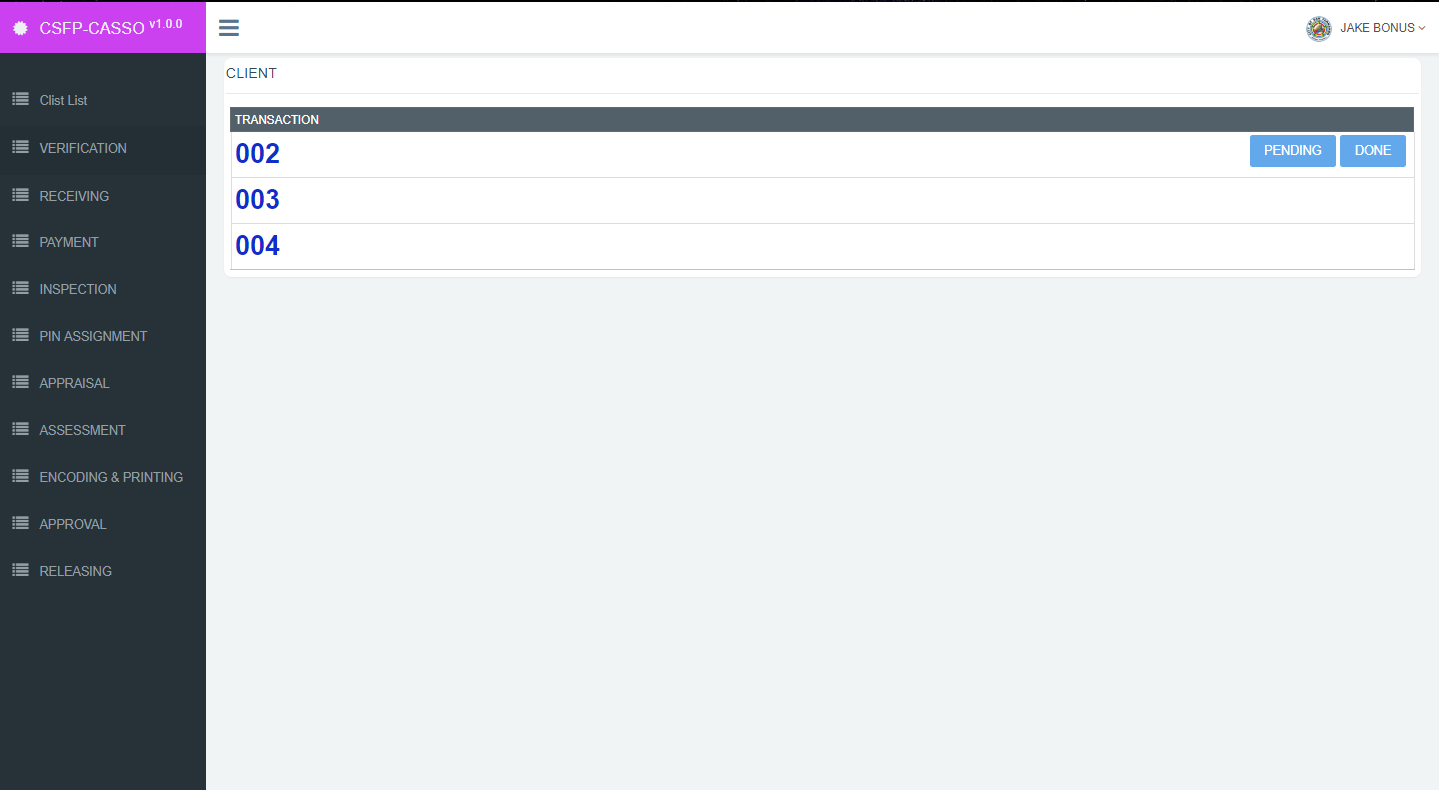 CSFP-CASSO v1.0.0
JAKE BONUS
Clist List
VERIFICATION
RECEIVING
PAYMENT
INSPECTION
PIN ASSIGNMENT
APPRAISAL
ASSESSMENT
ENCODING & PRINTING
APPROVAL
RELEASING
CLIENT
TRANSACTION
002 PENDING DONE
003
004